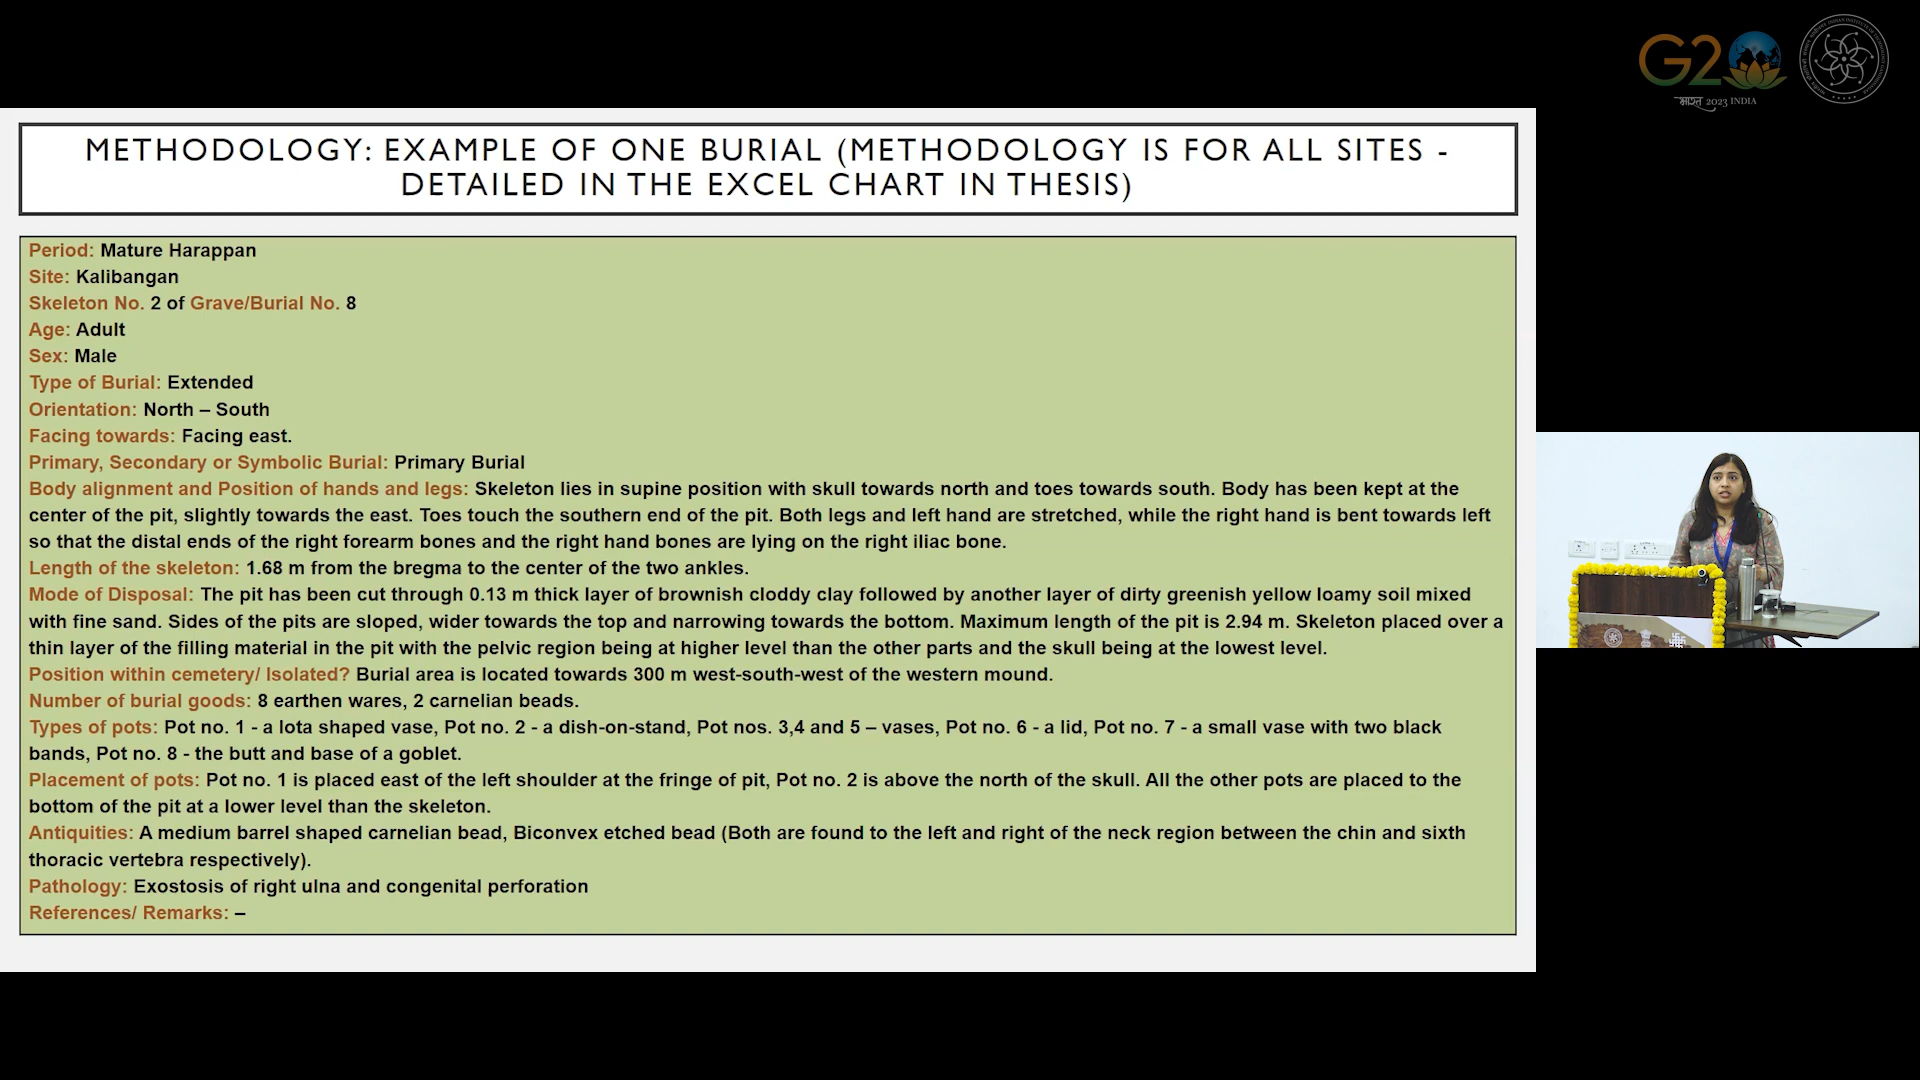 G20
भारत 2023 INDIA
METHODOLOGY: EXAMPLE OF ONE BURIAL (METHODOLOGY IS FOR ALL SITES -
DETAILED IN THE EXCEL CHART IN THESIS)
Period: Mature Harappan
Site: Kalibangan
Skeleton No. 2 of Grave/Burial No. 8
Age: Adult
Sex: Male
Type of Burial: Extended
Orientation: North – South
Facing towards: Facing east.
Primary, Secondary or Symbolic Burial: Primary Burial
Body alignment and Position of hands and legs: Skeleton lies in supine position with skull towards north and toes towards south. Body has been kept at the
center of the pit, slightly towards the east. Toes touch the southern end of the pit. Both legs and left hand are stretched, while the right hand is bent towards left
so that the distal ends of the right forearm bones and the right hand bones are lying on the right iliac bone.
Length of the skeleton: 1.68 m from the bregma to the center of the two ankles.
Mode of Disposal: The pit has been cut through 0.13 m thick layer of brownish cloddy clay followed by another layer of dirty greenish yellow loamy soil mixed
with fine sand. Sides of the pits are sloped, wider towards the top and narrowing towards the bottom. Maximum length of the pit is 2.94 m. Skeleton placed over a
thin layer of the filling material in the pit with the pelvic region being at higher level than the other parts and the skull being at the lowest level.
Position within cemetery/ Isolated? Burial area is located towards 300 m west-south-west of the western mound.
Number of burial goods: 8 earthen wares, 2 carnelian beads.
Types of pots: Pot no. 1 - a lota shaped vase, Pot no. 2 - a dish-on-stand, Pot nos. 3,4 and 5 – vases, Pot no. 6 - a lid, Pot no. 7 - a small vase with two black
bands, Pot no. 8 - the butt and base of a goblet.
Placement of pots: Pot no. 1 is placed east of the left shoulder at the fringe of pit, Pot no. 2 is above the north of the skull. All the other pots are placed to the
bottom of the pit at a lower level than the skeleton.
Antiquities: A medium barrel shaped carnelian bead, Biconvex etched bead (Both are found to the left and right of the neck region between the chin and sixth
thoracic vertebra respectively).
Pathology: Exostosis of right ulna and congenital perforation
References/ Remarks: –